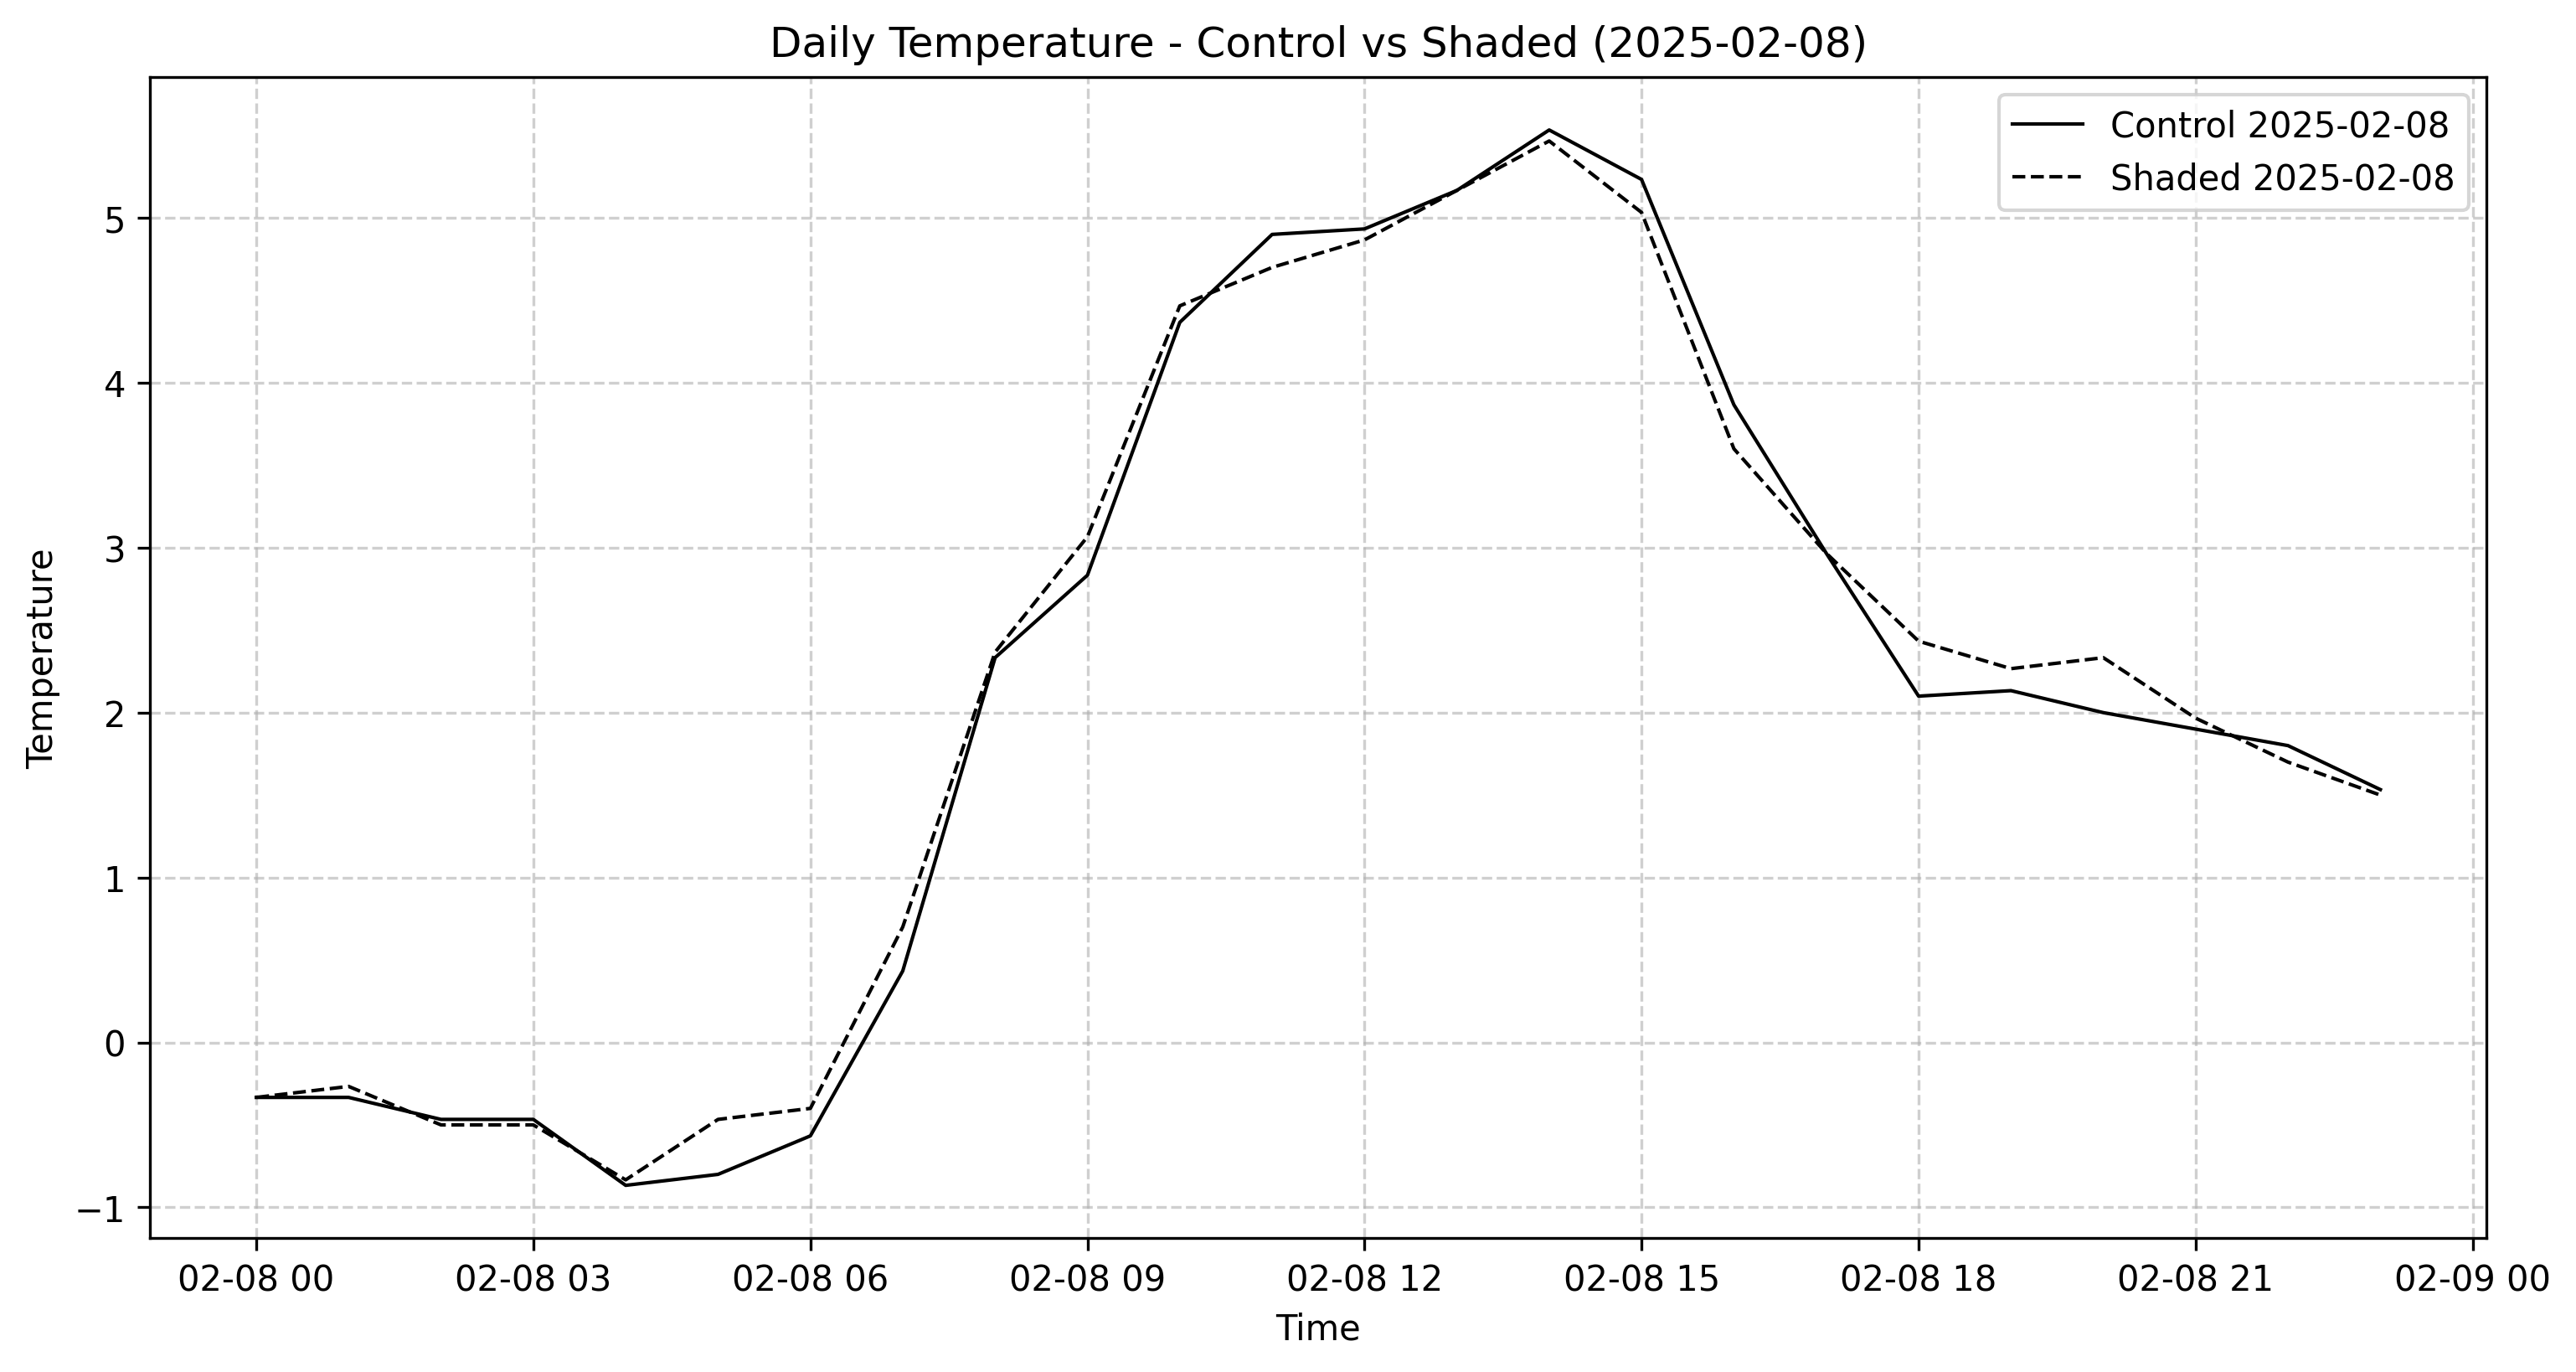 Daily Temperature - Control vs Shaded (2025-02-08)
Control 2025-02-08
Shaded 2025-02-08
Temperature
5
4
3
2
1
0
−1
02-08 00 02-08 03 02-08 06 02-08 09 02-08 12 02-08 15 02-08 18 02-08 21 02-09 00
Time